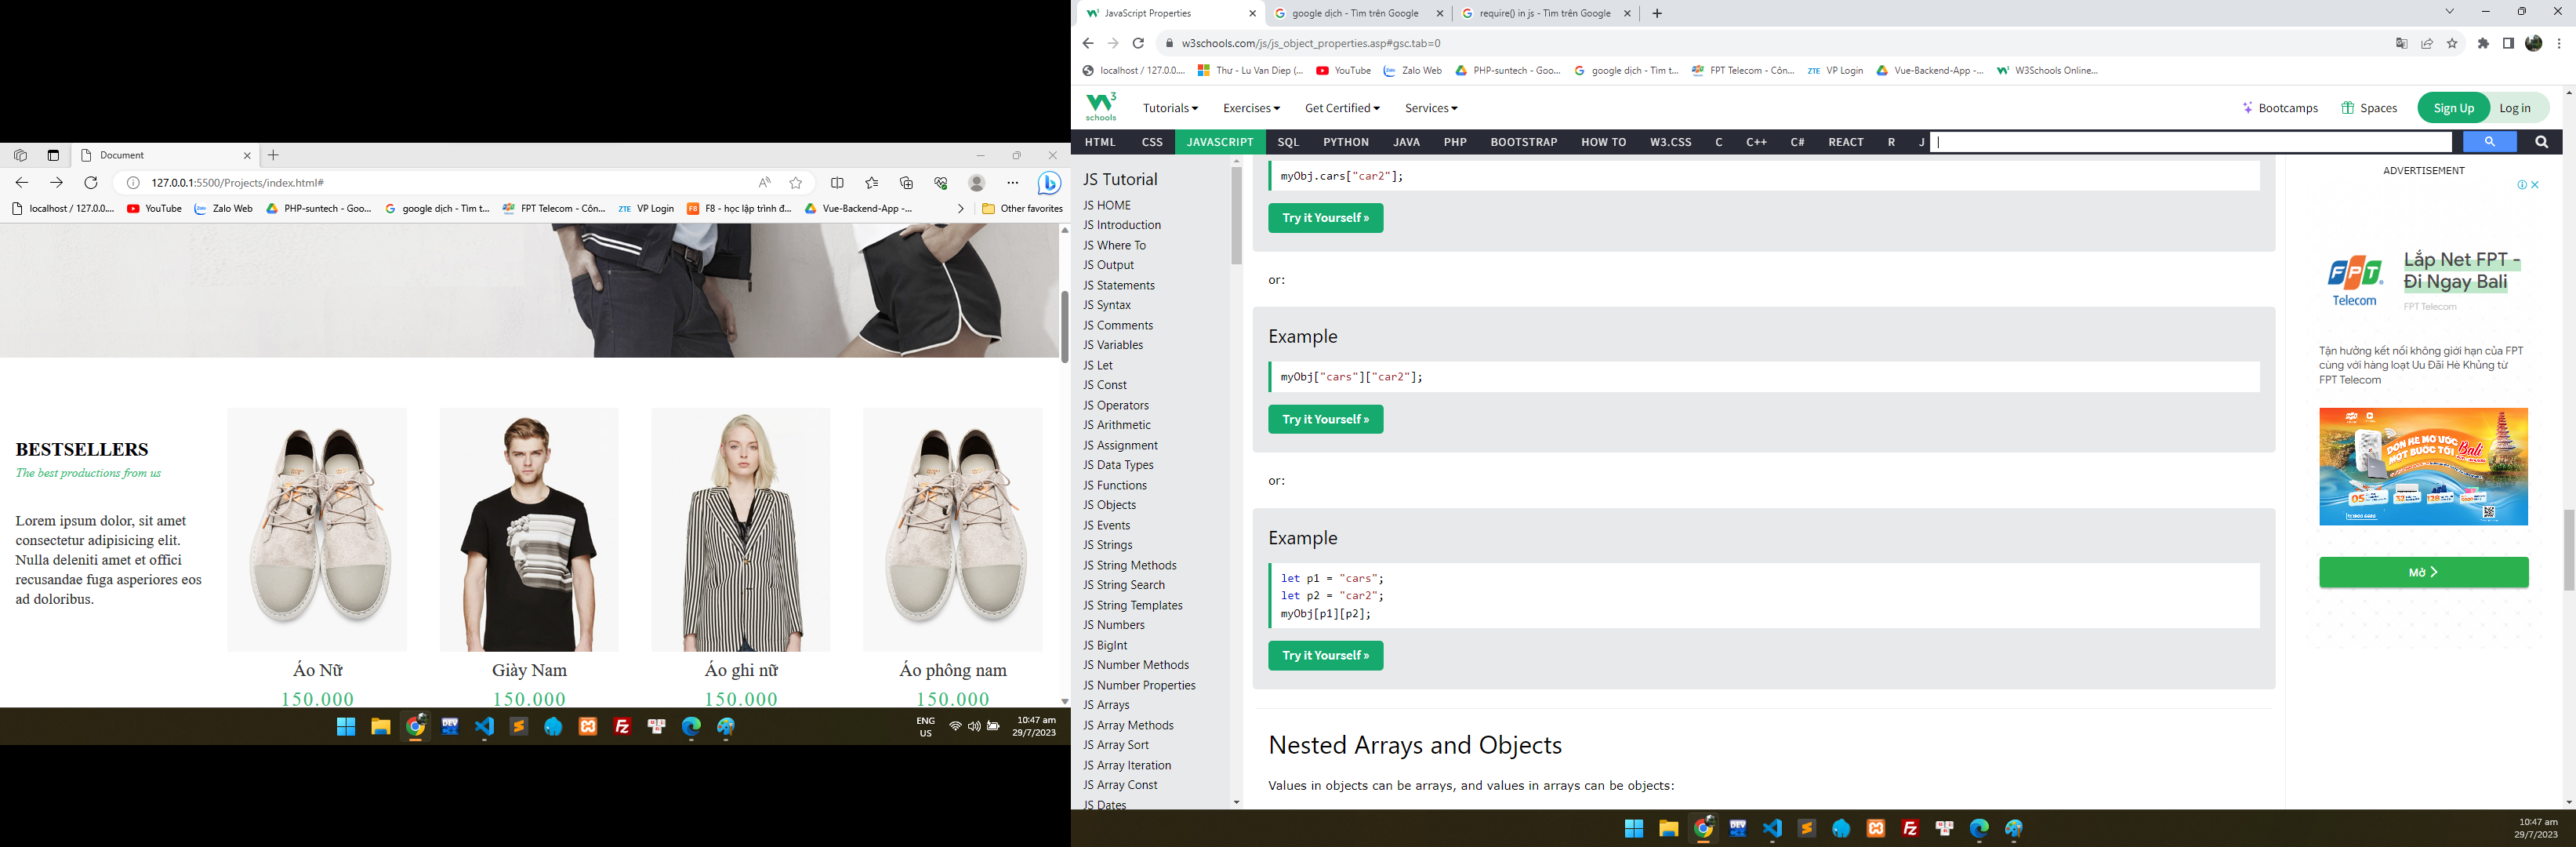 Document
127.0.0.1:5500/Projects/index.html#
localhost / 127.0.0....
YouTube
Zalo Web
PHP-suntech - Goo...
google dịch - Tìm t...
FPT Telecom - Côn...
VP Login
F8 - học lập trình đ...
Vue-Backend-App -...
Other favorites
BESTSELLERS
The best productions from us
Lorem ipsum dolor, sit amet
consectetur adipisicing elit.
Nulla deleniti amet et offici
recusandae fuga asperiores eos
ad doloribus.
Áo Nữ
150.000
Giày Nam
150.000
Áo ghi nữ
150.000
Áo phông nam
150.000
ENG
US
10:47 am
29/7/2023
JavaScript Properties
google dịch - Tìm trên Google
require() in js - Tìm trên Google
w3schools.com/js/js_object_properties.asp#gsc.tab=0
localhost / 127.0.0....
Thư - Lu Van Diep (...
YouTube
Zalo Web
PHP-suntech - Goo...
google dịch - Tìm t...
FPT Telecom - Côn...
ZTE VP Login
Vue-Backend-App -...
W3Schools Online...
schools
Tutorials
Exercises
Get Certified
Services
Bootcamps
Spaces
Sign Up
Log in
HTML
CSS
JAVASCRIPT
SQL
PYTHON
JAVA
PHP
BOOTSTRAP
HOW TO
W3.CSS
C
C++
C#
REACT
R
J
JS Tutorial
JS HOME
JS Introduction
JS Where To
JS Output
JS Statements
JS Syntax
JS Comments
JS Variables
JS Let
JS Const
JS Operators
JS Arithmetic
JS Assignment
JS Data Types
JS Functions
JS Objects
JS Events
JS Strings
JS String Methods
JS String Search
JS String Templates
JS Numbers
JS BigInt
JS Number Methods
JS Number Properties
JS Arrays
JS Array Methods
JS Array Sort
JS Array Iteration
JS Array Const
JS Dates
myObj.cars["car2"];
Try it Yourself »
or:
Example
myObj["cars"]["car2"];
Try it Yourself »
or:
Example
let p1 = "cars";
let p2 = "car2";
myObj[p1][p2];
Try it Yourself »
Nested Arrays and Objects
Values in objects can be arrays, and values in arrays can be objects:
ADVERTISEMENT
FPT
Telecom
Lắp Net FPT -
Đi Ngay Bali
FPT Telecom
Tận hưởng kết nối không giới hạn của FPT
cùng với hàng loạt Ưu Đãi Hè Khủng từ
FPT Telecom
ĐÓN HÈ MƠ ƯỚC
MỘT BƯỚC TỚI Bali
Mở
10:47 am
29/7/2023